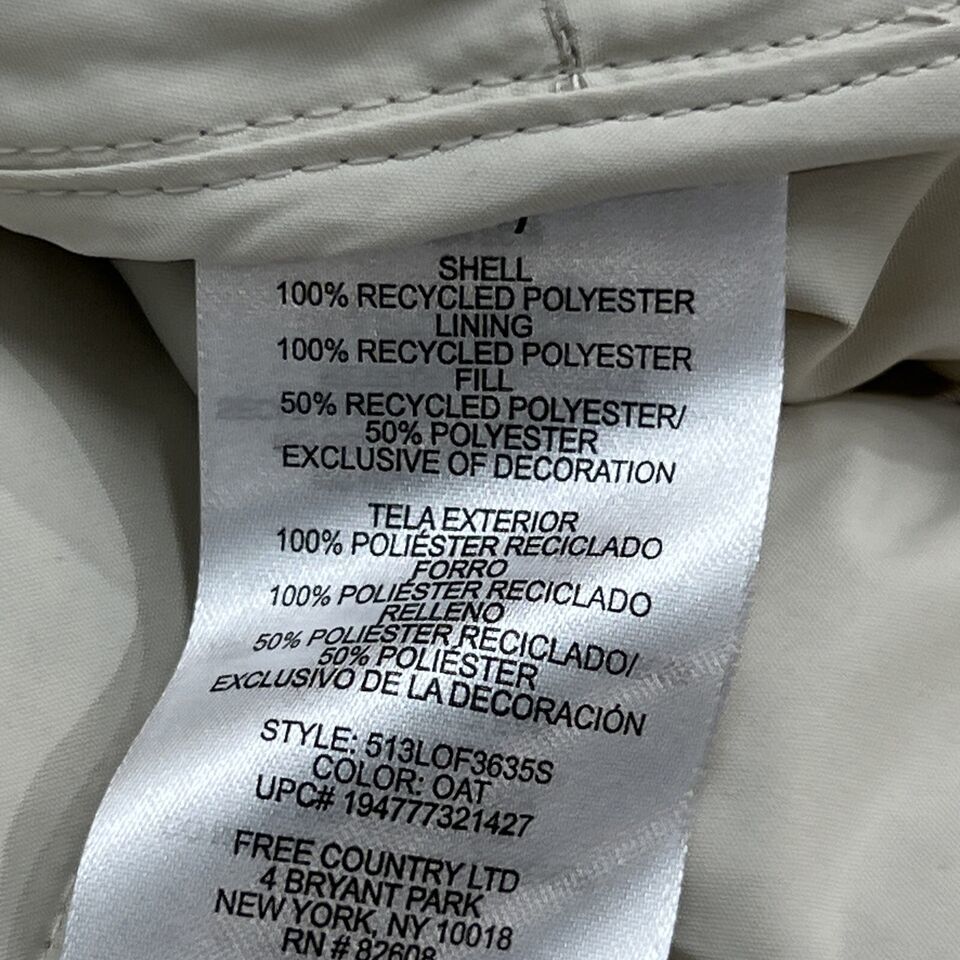 SHELL
100% RECYCLED POLYESTER
LINING
100% RECYCLED POLYESTER
FILL
50% RECYCLED POLYESTER/
50% POLYESTER
EXCLUSIVE OF DECORATION
TELA EXTERIOR
100% POLIÉSTER RECICLADO
FORRO
100% POLIÉSTER RECICLADO
RELLENO
50% POLIÉSTER RECICLADO/
50% POLIÉSTER
EXCLUSIVO DE LA DECORACIÓN
STYLE: 513LOF3635S
COLOR: OAT
UPC# 194777321427
FREE COUNTRY LTD
4 BRYANT PARK
NEW YORK, NY 10018
RN # 82608